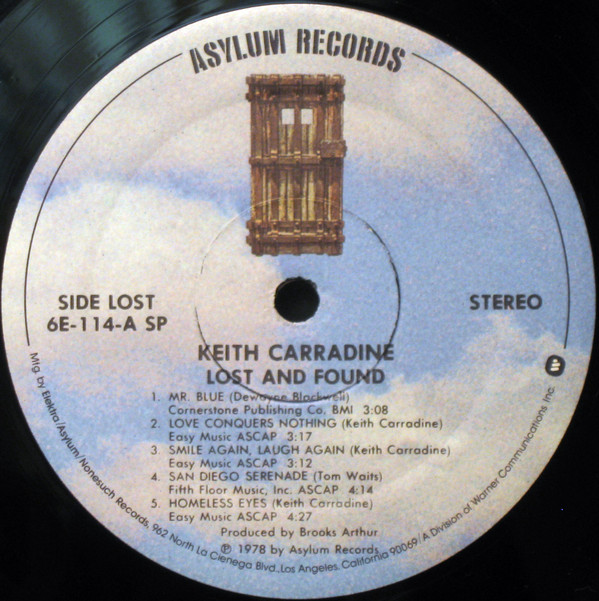 ASYLUM RECORDS
SIDE LOST
6E-114-A SP
STEREO
KEITH CARRADINE
LOST AND FOUND
1. MR. BLUE (Dewayne Blackwell)
Cornerstone Publishing Co. BMI 3:08
2. LOVE CONQUERS NOTHING (Keith Carradine)
Easy Music ASCAP 3:17
3. SMILE AGAIN, LAUGH AGAIN (Keith Carradine)
Easy Music ASCAP 3:12
4. SAN DIEGO SERENADE (Tom Waits)
Fifth Floor Music, Inc. ASCAP 4:14
5. HOMELESS EYES (Keith Carradine)
Easy Music ASCAP 4:27
Produced by Brooks Arthur
℗ 1978 by Asylum Records
Mfg by Elektra/Asylum/Nonesuch Records, 962 North La Cienega Blvd., Los Angeles, California 90069/A Division of Warner Communications Inc